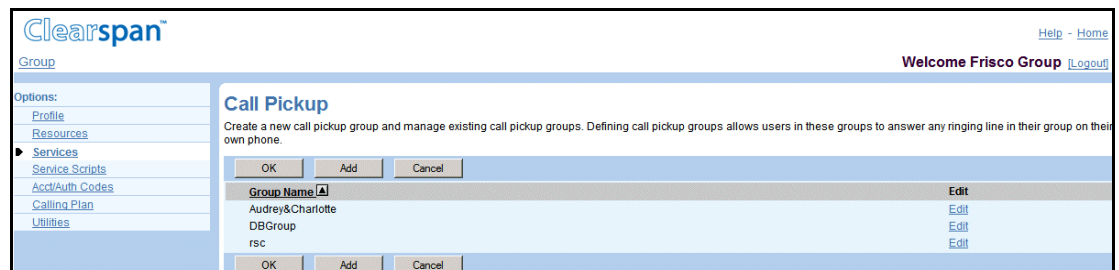 Clearspan™
Help - Home
Group
Welcome Frisco Group [Logout]
Options:
Profile
Resources
Services
Service Scripts
Acct/Auth Codes
Calling Plan
Utilities
Call Pickup
Create a new call pickup group and manage existing call pickup groups. Defining call pickup groups allows users in these groups to answer any ringing line in their group on their
own phone.
OK Add Cancel
Group Name Edit
Audrey&Charlotte Edit
DBGroup Edit
rsc Edit
OK Add Cancel